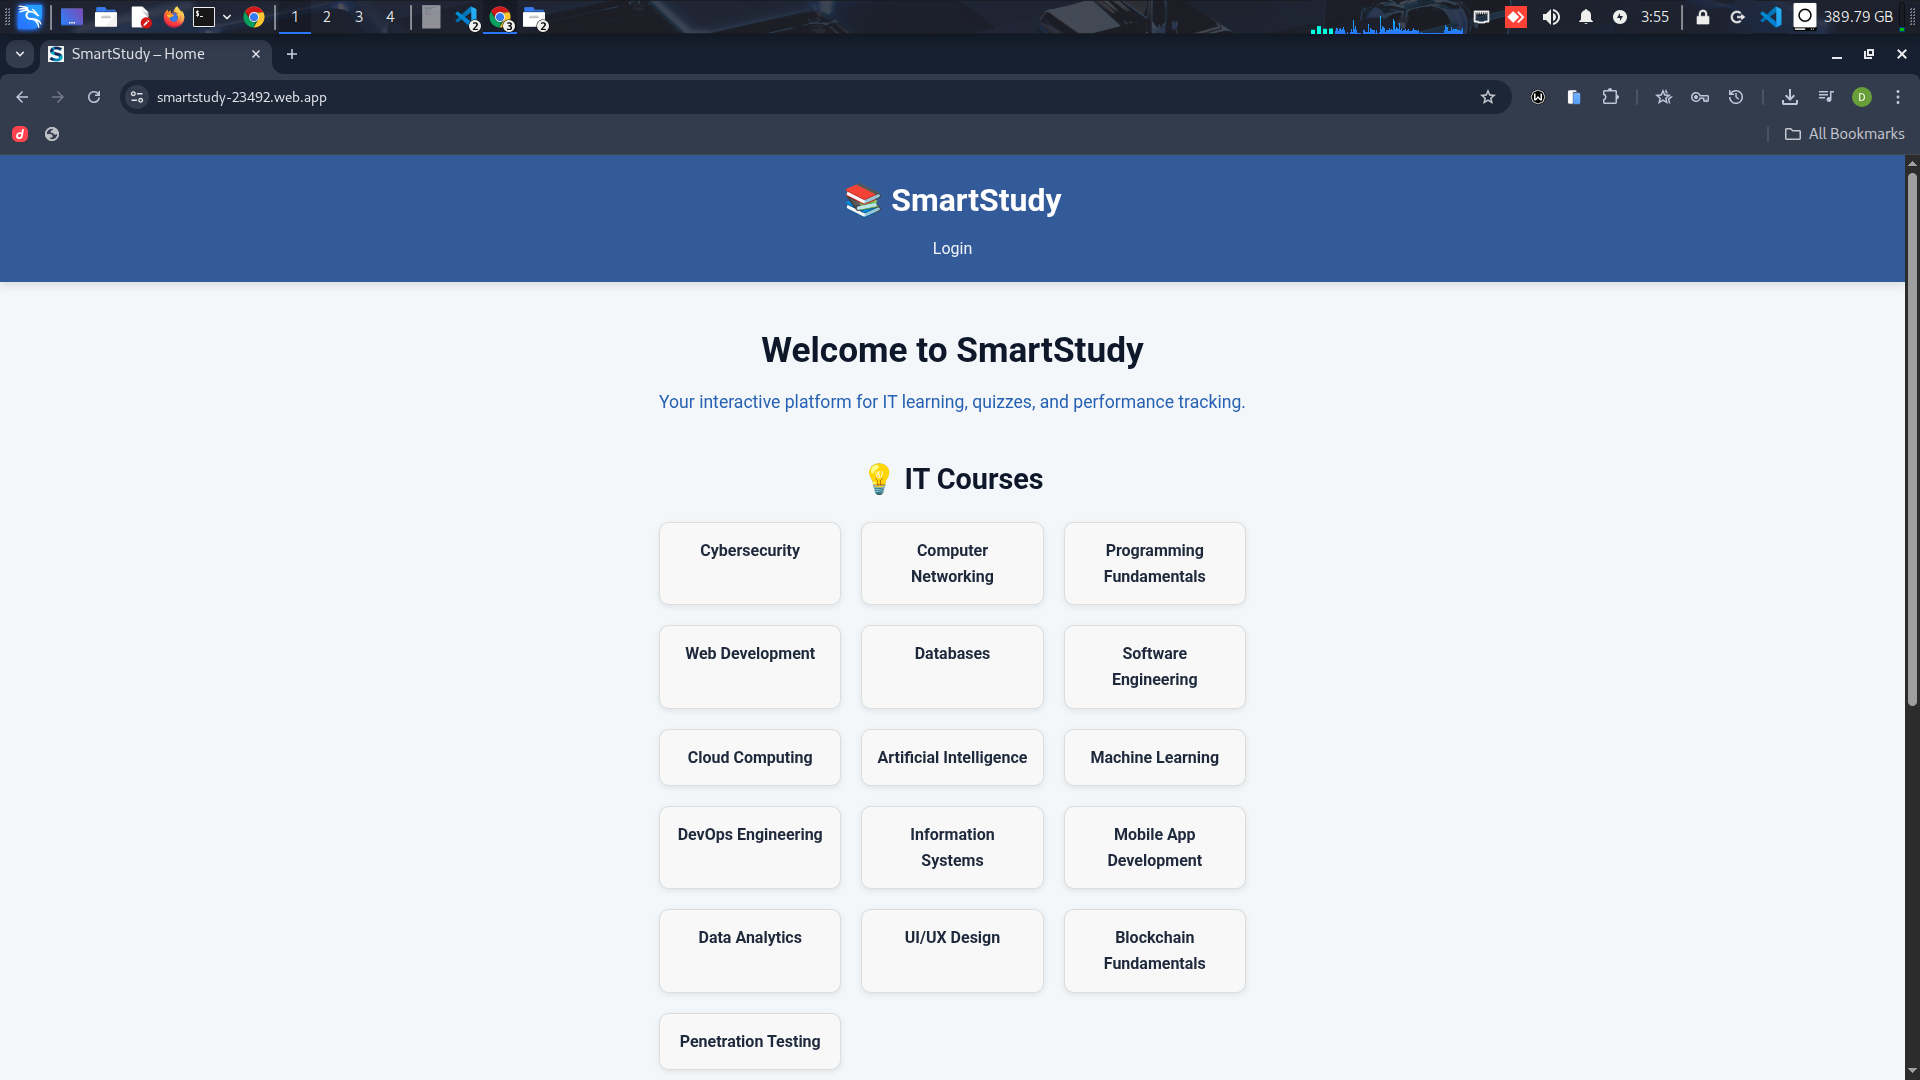 1
2
3
4
2
3
2
3:55
389.79 GB
SmartStudy – Home
smartstudy-23492.web.app
D
All Bookmarks
📚 SmartStudy
Login
Welcome to SmartStudy
Your interactive platform for IT learning, quizzes, and performance tracking.
💡 IT Courses
Cybersecurity
Computer
Networking
Programming
Fundamentals
Web Development
Databases
Software
Engineering
Cloud Computing
Artificial Intelligence
Machine Learning
DevOps Engineering
Information
Systems
Mobile App
Development
Data Analytics
UI/UX Design
Blockchain
Fundamentals
Penetration Testing